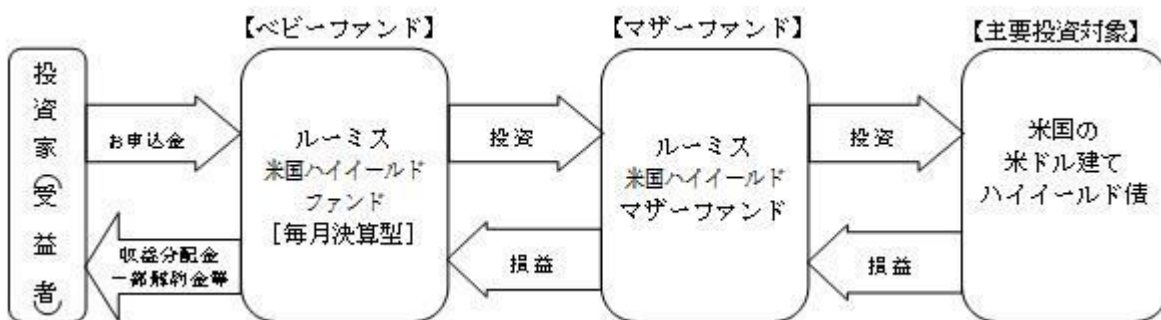 【ベビーファンド】
【マザーファンド】
【主要投資対象】
投資家（受益者）
お申込金
収益分配金
一部解約金等
ルーミス
米国ハイイールド
ファンド
［毎月決算型］
投資
損益
ルーミス
米国ハイイールド
マザーファンド
投資
損益
米国の
米ドル建て
ハイイールド債